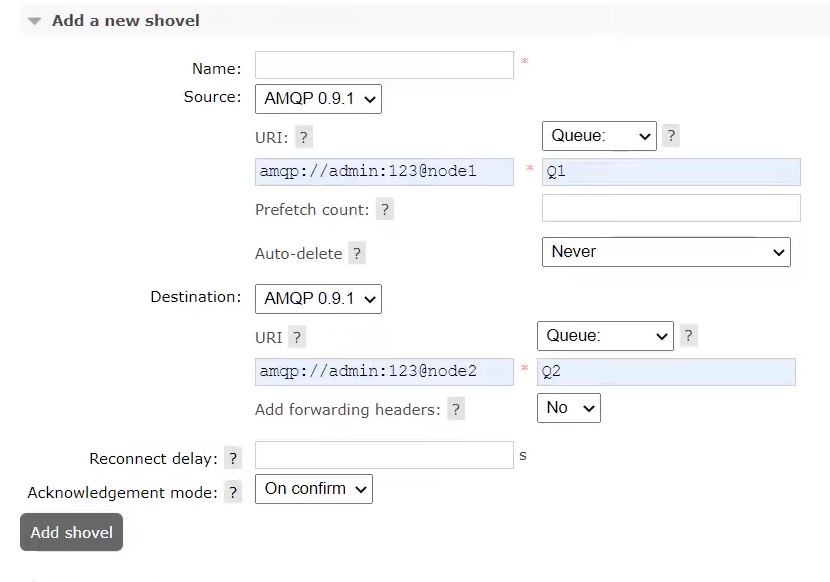 Add a new shovel
Name: *
Source: AMQP 0.9.1
URI: ? Queue: ?
amqp://admin:123@node1 * Q1
Prefetch count: ?
Auto-delete ? Never
Destination: AMQP 0.9.1
URI ? Queue: ?
amqp://admin:123@node2 * Q2
Add forwarding headers: ? No
Reconnect delay: ? s
Acknowledgement mode: ? On confirm
Add shovel